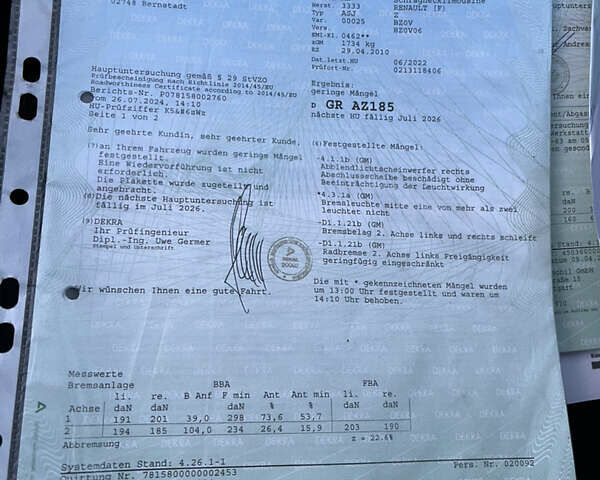 02748 Bernstadt
Herst. 3333 RENAULT (F)
Typ ASJ Z
Var. 00025 BZ0V
Ver. BZ0V06
EMI-Kl. 0462**
zGM 1734 kg
EZ 29.04.2010
Dat.letzt.HU 06/2022
Prüfort-Nr. 0213118406
Hauptuntersuchung gemäß § 29 StVZO
Prüfbescheinigung nach Richtlinie 2014/45/EU
Roadworthiness Certificate according to 2014/45/EU
Berichts-Nr. P078158002760
vom 26.07.2024, 14:10
HU-Prüfziffer K5&#6sWz
Seite 1 von 2
Ergebnis:
geringe Mängel
D GR AZ185
nächste HU fällig Juli 2026
Sehr geehrte Kundin, sehr geehrter Kunde,
(7) an Ihrem Fahrzeug wurden geringe Mängel
festgestellt.
Eine Wiedervorführung ist nicht
erforderlich.
Die Plakette wurde zugeteilt und
angebracht.
(8) Die nächste Hauptuntersuchung ist
fällig im Juli 2026.
(9) DEKRA
Ihr Prüfingenieur
Dipl.-Ing. Uwe Germer
Stempel und Unterschrift
Wir wünschen Ihnen eine gute Fahrt.
(6) Festgestellte Mängel:
-4.1.1b (GM)
Abblendlichtscheinwerfer rechts
Abschlussscheibe beschädigt ohne
Beeinträchtigung der Leuchtwirkung
*4.3.1a (GM)
Bremsleuchte mitte eine von mehr als zwei
leuchtet nicht
-D1.1.21b (GM)
Bremsbelag 2. Achse links und rechts schleift
-D1.1.21b (GM)
Radbremse 2. Achse links Freigängigkeit
geringfügig eingeschränkt
Die mit * gekennzeichneten Mängel wurden
um 13:00 Uhr festgestellt und waren um
14:10 Uhr behoben.
Messwerte
Bremsanlage BBA FBA
li. re. B Anf F min Ant Ant min li. re.
Achse daN daN daN % % daN daN
1 191 201 39,0 298 73,6 53,7
2 194 185 104,0 234 26,4 15,9 203 190
Abbremsung z = 22.6%
Systemdaten Stand: 4.26.1-1
Quittung Nr. 7815800000002453
Pers. Nr. 020092